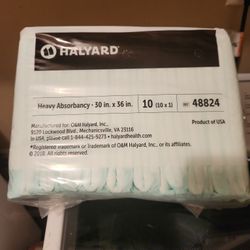 HALYARD
Heavy Absorbancy · 30 in. x 36 in. 10 (10 x 1) REF 48824
Product of USA
Manufactured for: O&M Halyard, Inc.
9120 Lockwood Blvd., Mechanicsville, VA 23116
In USA, please call 1-844-425-9273 • halyardhealth.com
*Registered Trademark or Trademark of O&M Halyard, Inc. or its affiliates.
© 2018. All rights reserved.